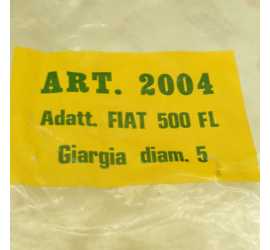 ART. 2004
Adatt. FIAT 500 FL
Giargia diam. 5